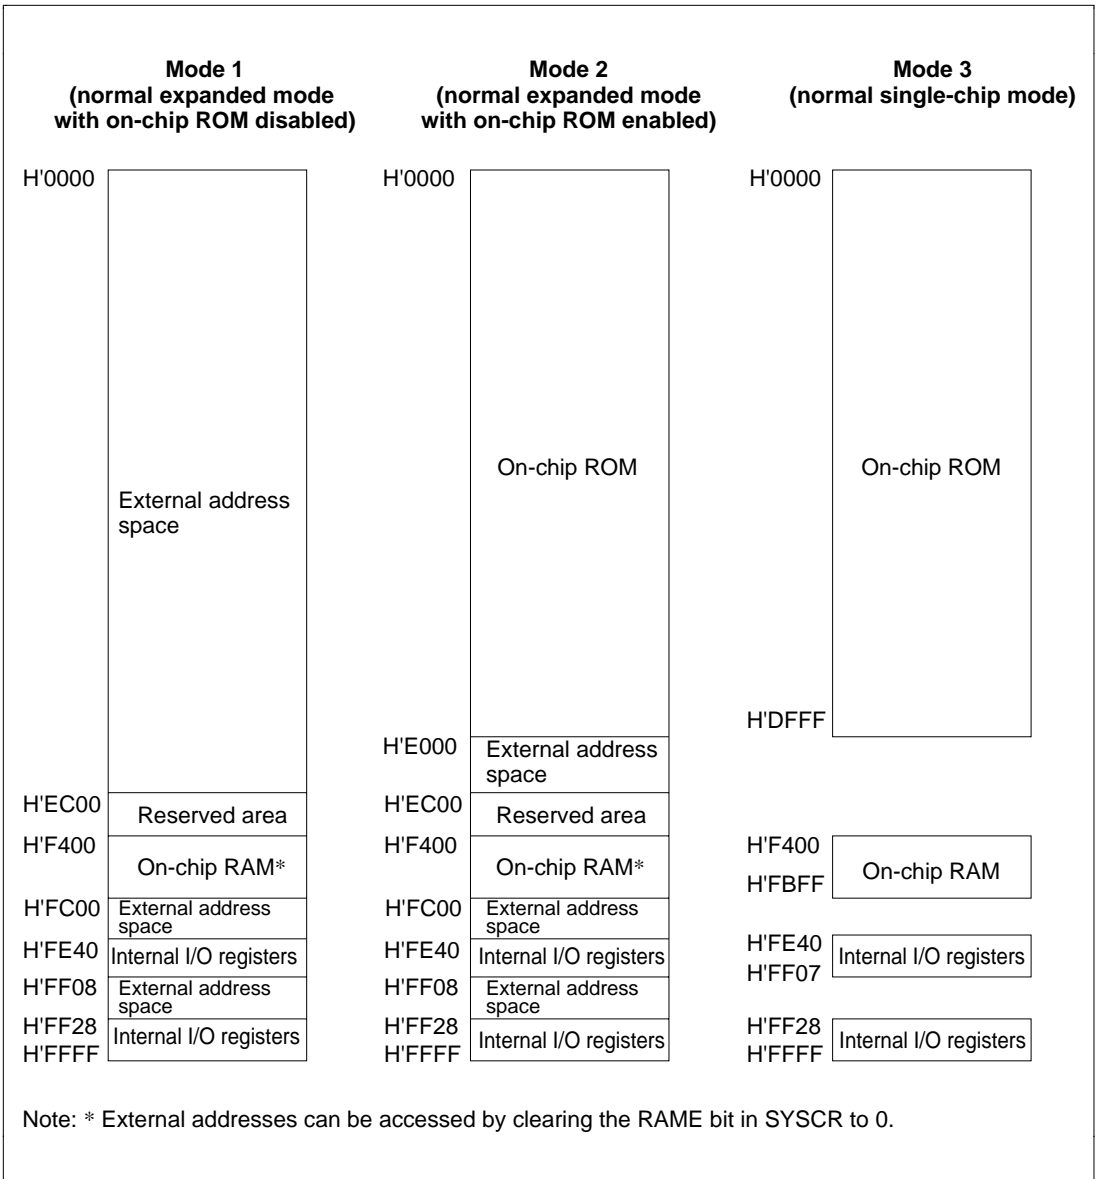 Mode 1
(normal expanded mode
with on-chip ROM disabled)
H'0000
External address
space
H'EC00
Reserved area
H'F400
On-chip RAM*
H'FC00
External address
space
H'FE40
Internal I/O registers
H'FF08
External address
space
H'FF28
Internal I/O registers
H'FFFF
Mode 2
(normal expanded mode
with on-chip ROM enabled)
H'0000
On-chip ROM
H'E000
External address
space
H'EC00
Reserved area
H'F400
On-chip RAM*
H'FC00
External address
space
H'FE40
Internal I/O registers
H'FF08
External address
space
H'FF28
Internal I/O registers
H'FFFF
Mode 3
(normal single-chip mode)
H'0000
On-chip ROM
H'DFFF
H'F400
On-chip RAM
H'FBFF
H'FE40
Internal I/O registers
H'FF07
H'FF28
Internal I/O registers
H'FFFF
Note: * External addresses can be accessed by clearing the RAME bit in SYSCR to 0.